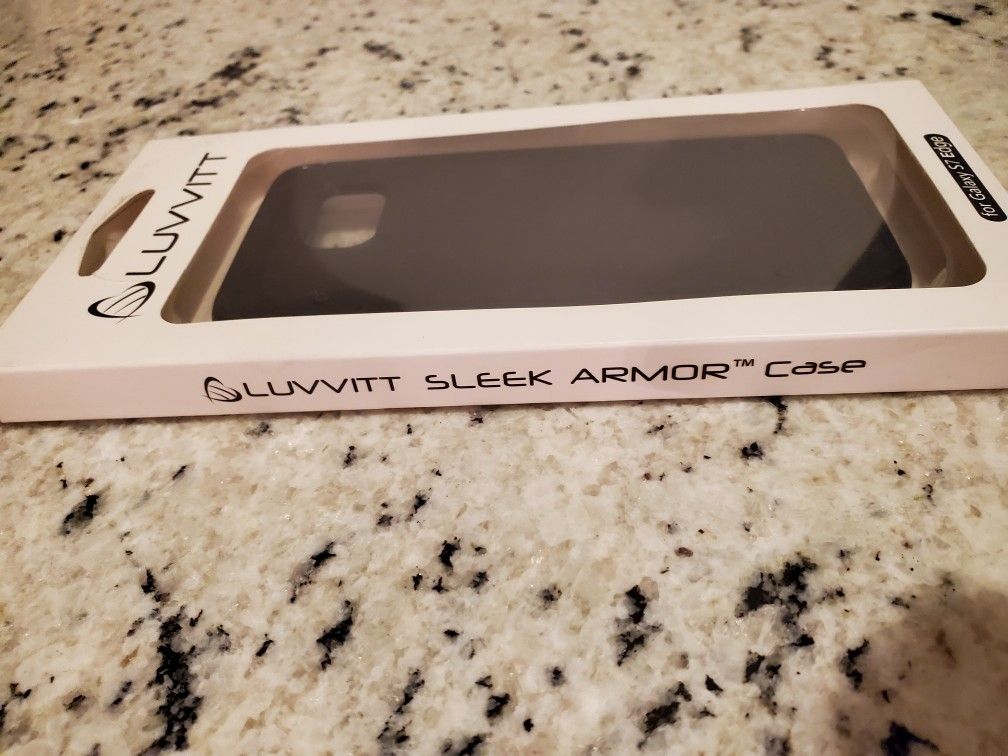 LUVVITT
for Galaxy S7 Edge
LUVVITT SLEEK ARMOR™ Case